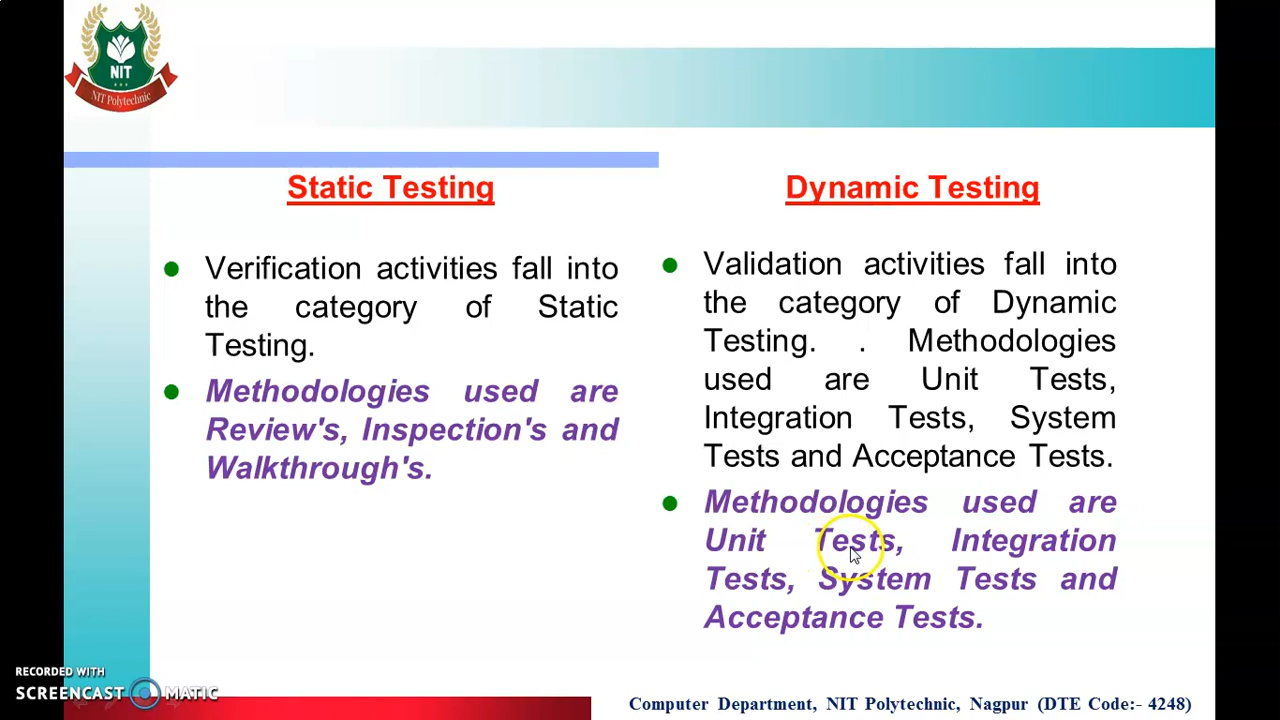 NIT
NIT Polytechnic
Static Testing
Verification activities fall into
the category of Static
Testing.
Methodologies used are
Review's, Inspection's and
Walkthrough's.
Dynamic Testing
Validation activities fall into
the category of Dynamic
Testing. . Methodologies
used are Unit Tests,
Integration Tests, System
Tests and Acceptance Tests.
Methodologies used are
Unit Tests, Integration
Tests, System Tests and
Acceptance Tests.
RECORDED WITH
SCREENCAST MATIC
Computer Department, NIT Polytechnic, Nagpur (DTE Code:- 4248)